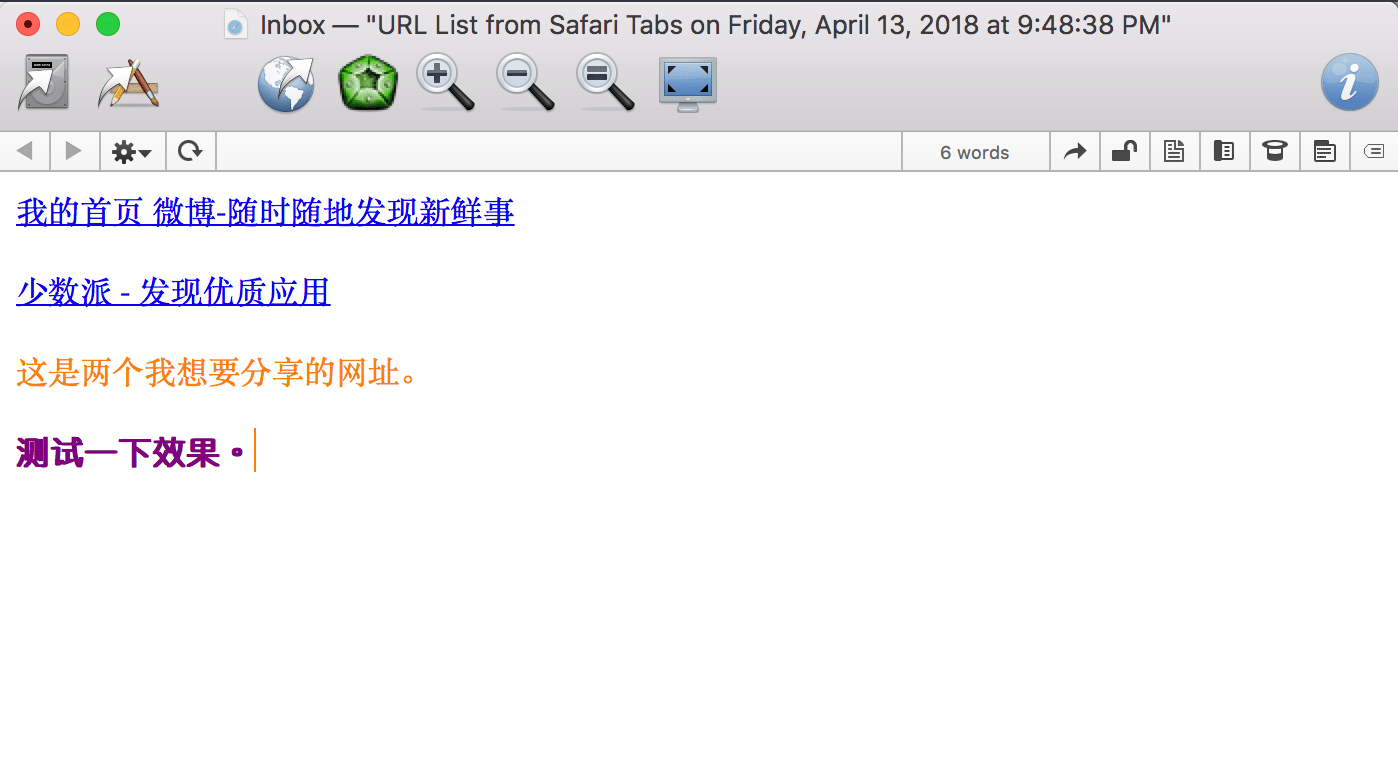 Inbox — "URL List from Safari Tabs on Friday, April 13, 2018 at 9:48:38 PM"
6 words
我的首页 微博-随时随地发现新鲜事
少数派 - 发现优质应用
这是两个我想要分享的网址。
测试一下效果。